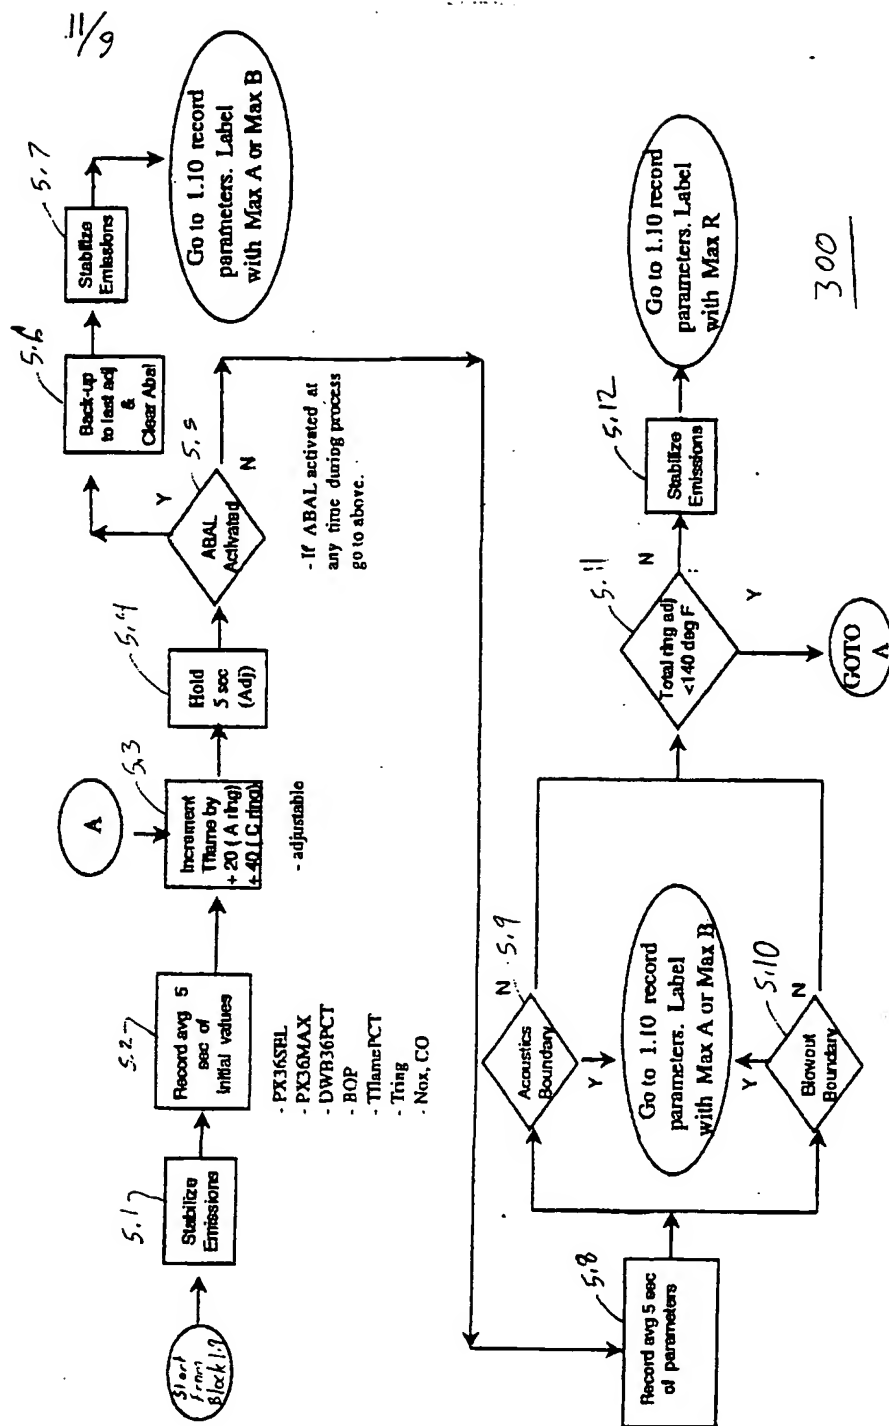 11/9
Start
From
Block 1.9
5.1
Stabilize
Emissions
5.2
Record avg 5
sec of
Initial values
- PX36SEL
- PX36MAX
- DWB36PCT
- BOP
- TflamePCT
- Tring
- Nox, CO
A
5.3
Increment
Tflame by
+ 20 ( A ring)
+ 40 ( C ring)
- adjustable
5.4
Hold
5 sec
(Adj)
5.5
ABAL
Activated
Y
N
- If ABAL activated at
any time during process
go to above.
5.6
Back-up
to last adj
&
Clear Abal
5.7
Stabilize
Emissions
Go to 1.10 record
parameters. Label
with Max A or Max B
5.8
Record avg 5 sec
of parameters
5.9
Acoustics
Boundary
N
Y
Go to 1.10 record
parameters. Label
with Max A or Max B
5.10
Blowout
Boundary
Y
N
5.11
Total ring adj
<140 deg F
N
Y
GOTO
A
5.12
Stabilize
Emissions
Go to 1.10 record
parameters. Label
with Max R
300